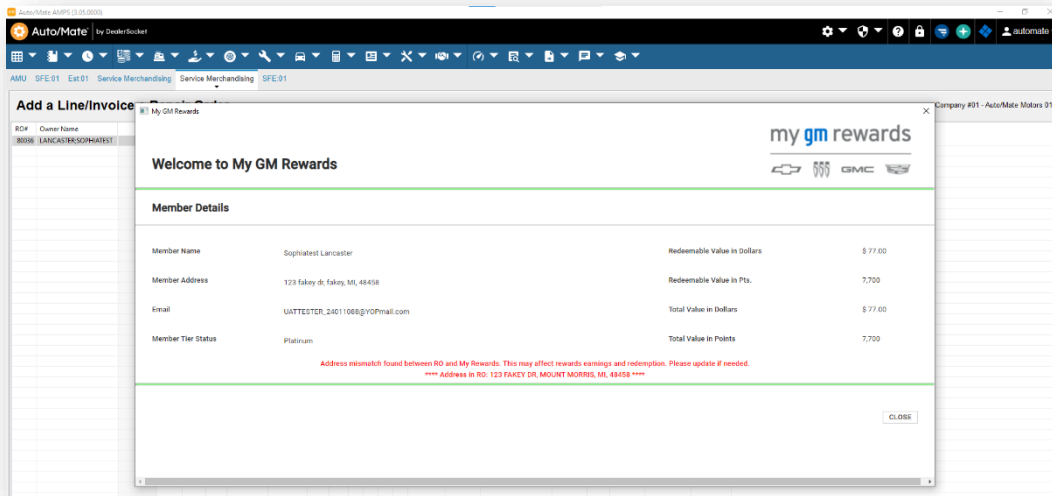 Auto/Mate AMPS (3.05.0000)
Auto/Mate by DealerSocket
automate
AMU SFE:01 Est 01 Service Merchandising Service Merchandising SFE:01
Add a Line/Invoice
Company #01 - Auto/Mate Motors 01
RO# Owner Name
80036 LANCASTER;SOPHIATEST
My GM Rewards
my gm rewards
GMC
Welcome to My GM Rewards
Member Details
Member Name Sophiatest Lancaster Redeemable Value in Dollars $ 77.00
Member Address 123 fakey dr, fakey, MI, 48458 Redeemable Value in Pts. 7,700
Email UATTESTER_24011088@YOPmail.com Total Value in Dollars $ 77.00
Member Tier Status Platinum Total Value in Points 7,700
Address mismatch found between RO and My Rewards. This may affect rewards earnings and redemption. Please update if needed.
**** Address in RO: 123 FAKEY DR, MOUNT MORRIS, MI, 48458 ****
CLOSE